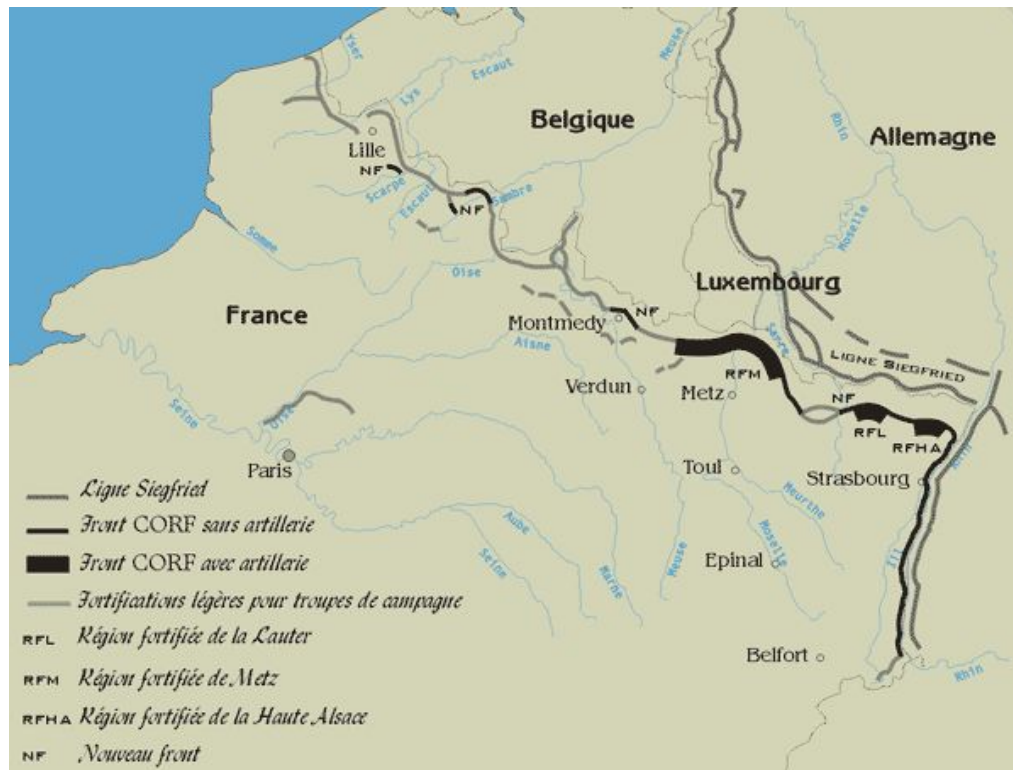 Yser
Meuse
Escaut
Lys
Belgique
Rhin
Allemagne
Lille
NF
Scarpe
Escaut
NF
Sambre
Moselle
Somme
Oise
Luxembourg
France
Montmedy
NF
Aisne
Sarre
LIGNE SIEGFRIED
Verdun
RFM
Metz
NF
Seine
Oise
RFL
RFHA
Rhin
Paris
Toul
Strasbourg
Meurthe
Ligne Siegfried
Front CORF sans artillerie
Aube
Moselle
Front CORF avec artillerie
Seine
Marne
Meuse
Epinal
Ill
Fortifications légères pour troupes de campagne
RFL Région fortifiée de la Lauter
Belfort
Rhin
RFM Région fortifiée de Metz
RFHA Région fortifiée de la Haute Alsace
NF Nouveau front